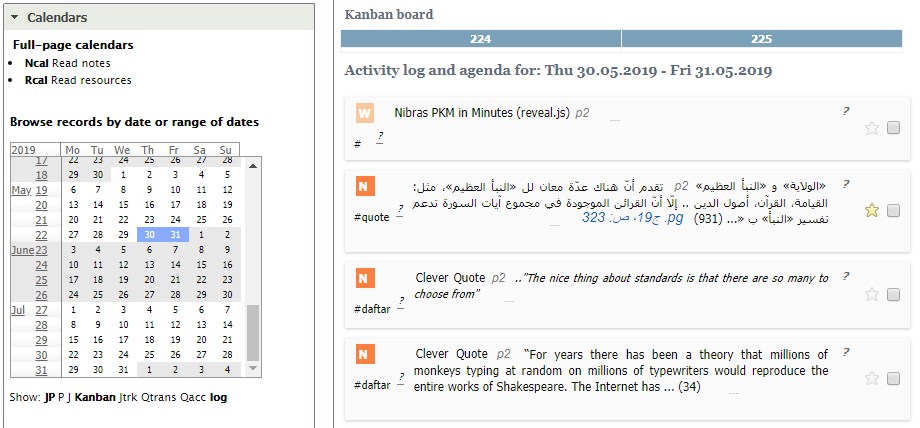 Calendars
Full-page calendars
Ncal Read notes
Rcal Read resources
Browse records by date or range of dates
2019 Mo Tu We Th Fr Sa Su
17 22 23 24 25 26 27 28
18 29 30 1 2 3 4 5
May 19 6 7 8 9 10 11 12
20 13 14 15 16 17 18 19
21 20 21 22 23 24 25 26
22 27 28 29 30 31 1 2
June 23 3 4 5 6 7 8 9
24 10 11 12 13 14 15 16
25 17 18 19 20 21 22 23
26 24 25 26 27 28 29 30
Jul 27 1 2 3 4 5 6 7
28 8 9 10 11 12 13 14
29 15 16 17 18 19 20 21
30 22 23 24 25 26 27 28
31 29 30 31 1 2 3 4
Show: JP P J Kanban Jtrk Qtrans Qacc log
Kanban board
224 225
Activity log and agenda for: Thu 30.05.2019 - Fri 31.05.2019
W Nibras PKM in Minutes (reveal.js) p2 ?
# ?
N «الولاية» و «النبأ العظيم» p2 تقدم أنّ هناك عدّة معان لل «النبأ العظيم»، مثل: ?
القيامة، القرآن، أصول الدين .. إلّا أنّ القرائن الموجودة في مجموع آيات السورة تدعم
#quote ? تفسير «النبأ» ب «... (931) pg. ج19، ص: 323
N Clever Quote p2 .."The nice thing about standards is that there are so many to ?
choose from"
#daftar ?
N Clever Quote p2 “For years there has been a theory that millions of ?
monkeys typing at random on millions of typewriters would reproduce the
#daftar ? entire works of Shakespeare. The Internet has ... (34)